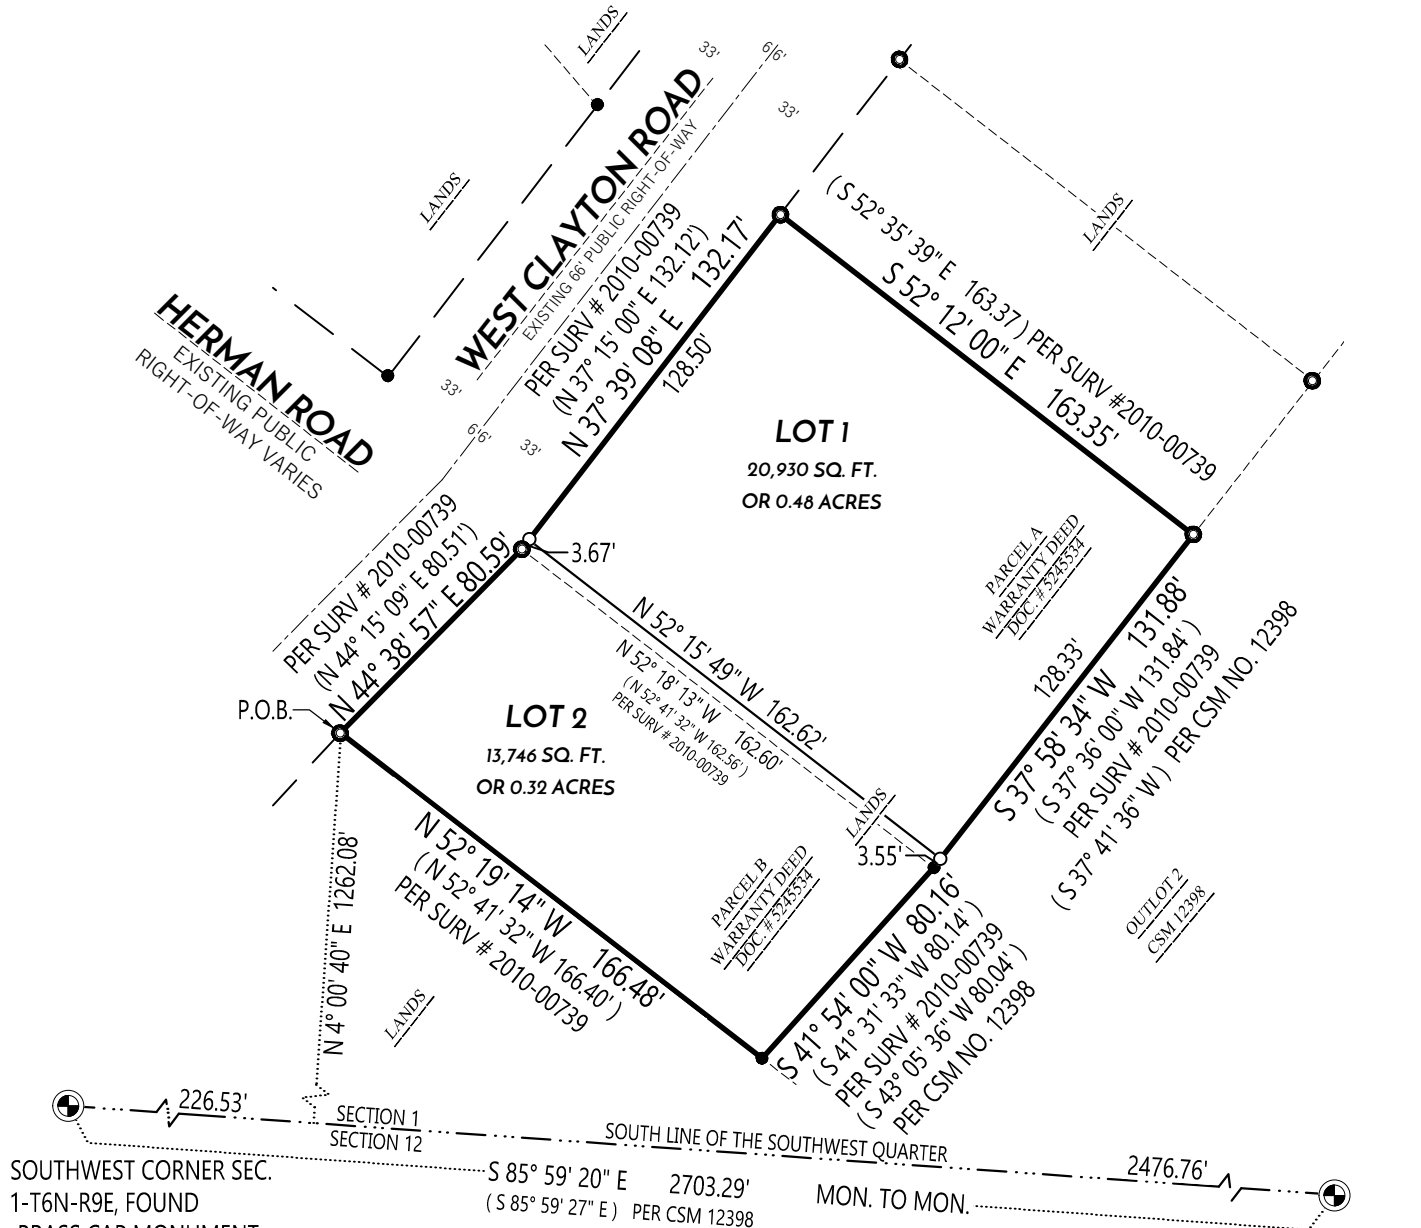 LANDS
33'
6'6'
33'
LANDS
WEST CLAYTON ROAD
EXISTING 66' PUBLIC RIGHT-OF-WAY
LANDS
HERMAN ROAD
EXISTING PUBLIC
RIGHT-OF-WAY VARIES
33'
6'6'
33'
PER SURV # 2010-00739
(N 37° 15' 00" E 132.12')
N 37° 39' 08" E 132.17'
128.50'
( S 52° 35' 39" E 163.37 ) PER SURV #2010-00739
S 52° 12' 00" E 163.35'
LOT 1
20,930 SQ. FT.
OR 0.48 ACRES
PARCEL A
WARRANTY DEED
DOC. # 5245534
PER SURV # 2010-00739
(N 44° 15' 09" E 80.51')
N 44° 38' 57" E 80.59'
3.67'
P.O.B.
N 52° 15' 49" W 162.62'
N 52° 18' 13" W 162.60'
( N 52° 41' 32" W 162.56' )
PER SURV # 2010-00739
LOT 2
13,746 SQ. FT.
OR 0.32 ACRES
128.33'
S 37° 58' 34" W 131.88'
( S 37° 36' 00" W 131.84' )
PER SURV # 2010-00739
( S 37° 41' 36" W ) PER CSM NO. 12398
LANDS
3.55'
PARCEL B
WARRANTY DEED
DOC. # 5245534
OUTLOT 2
CSM 12398
N 52° 19' 14" W 166.48'
( N 52° 41' 32" W 166.40' )
PER SURV # 2010-00739
S 41° 54' 00" W 80.16'
( S 41° 31' 33" W 80.14' )
PER SURV # 2010-00739
( S 43° 05' 36" W 80.04' )
PER CSM NO. 12398
N 4° 00' 40" E 1262.08'
LANDS
226.53'
SECTION 1
SECTION 12
SOUTH LINE OF THE SOUTHWEST QUARTER
2476.76'
S 85° 59' 20" E 2703.29' MON. TO MON.
( S 85° 59' 27" E ) PER CSM 12398
SOUTHWEST CORNER SEC.
1-T6N-R9E, FOUND
BRASS CAP MONUMENT